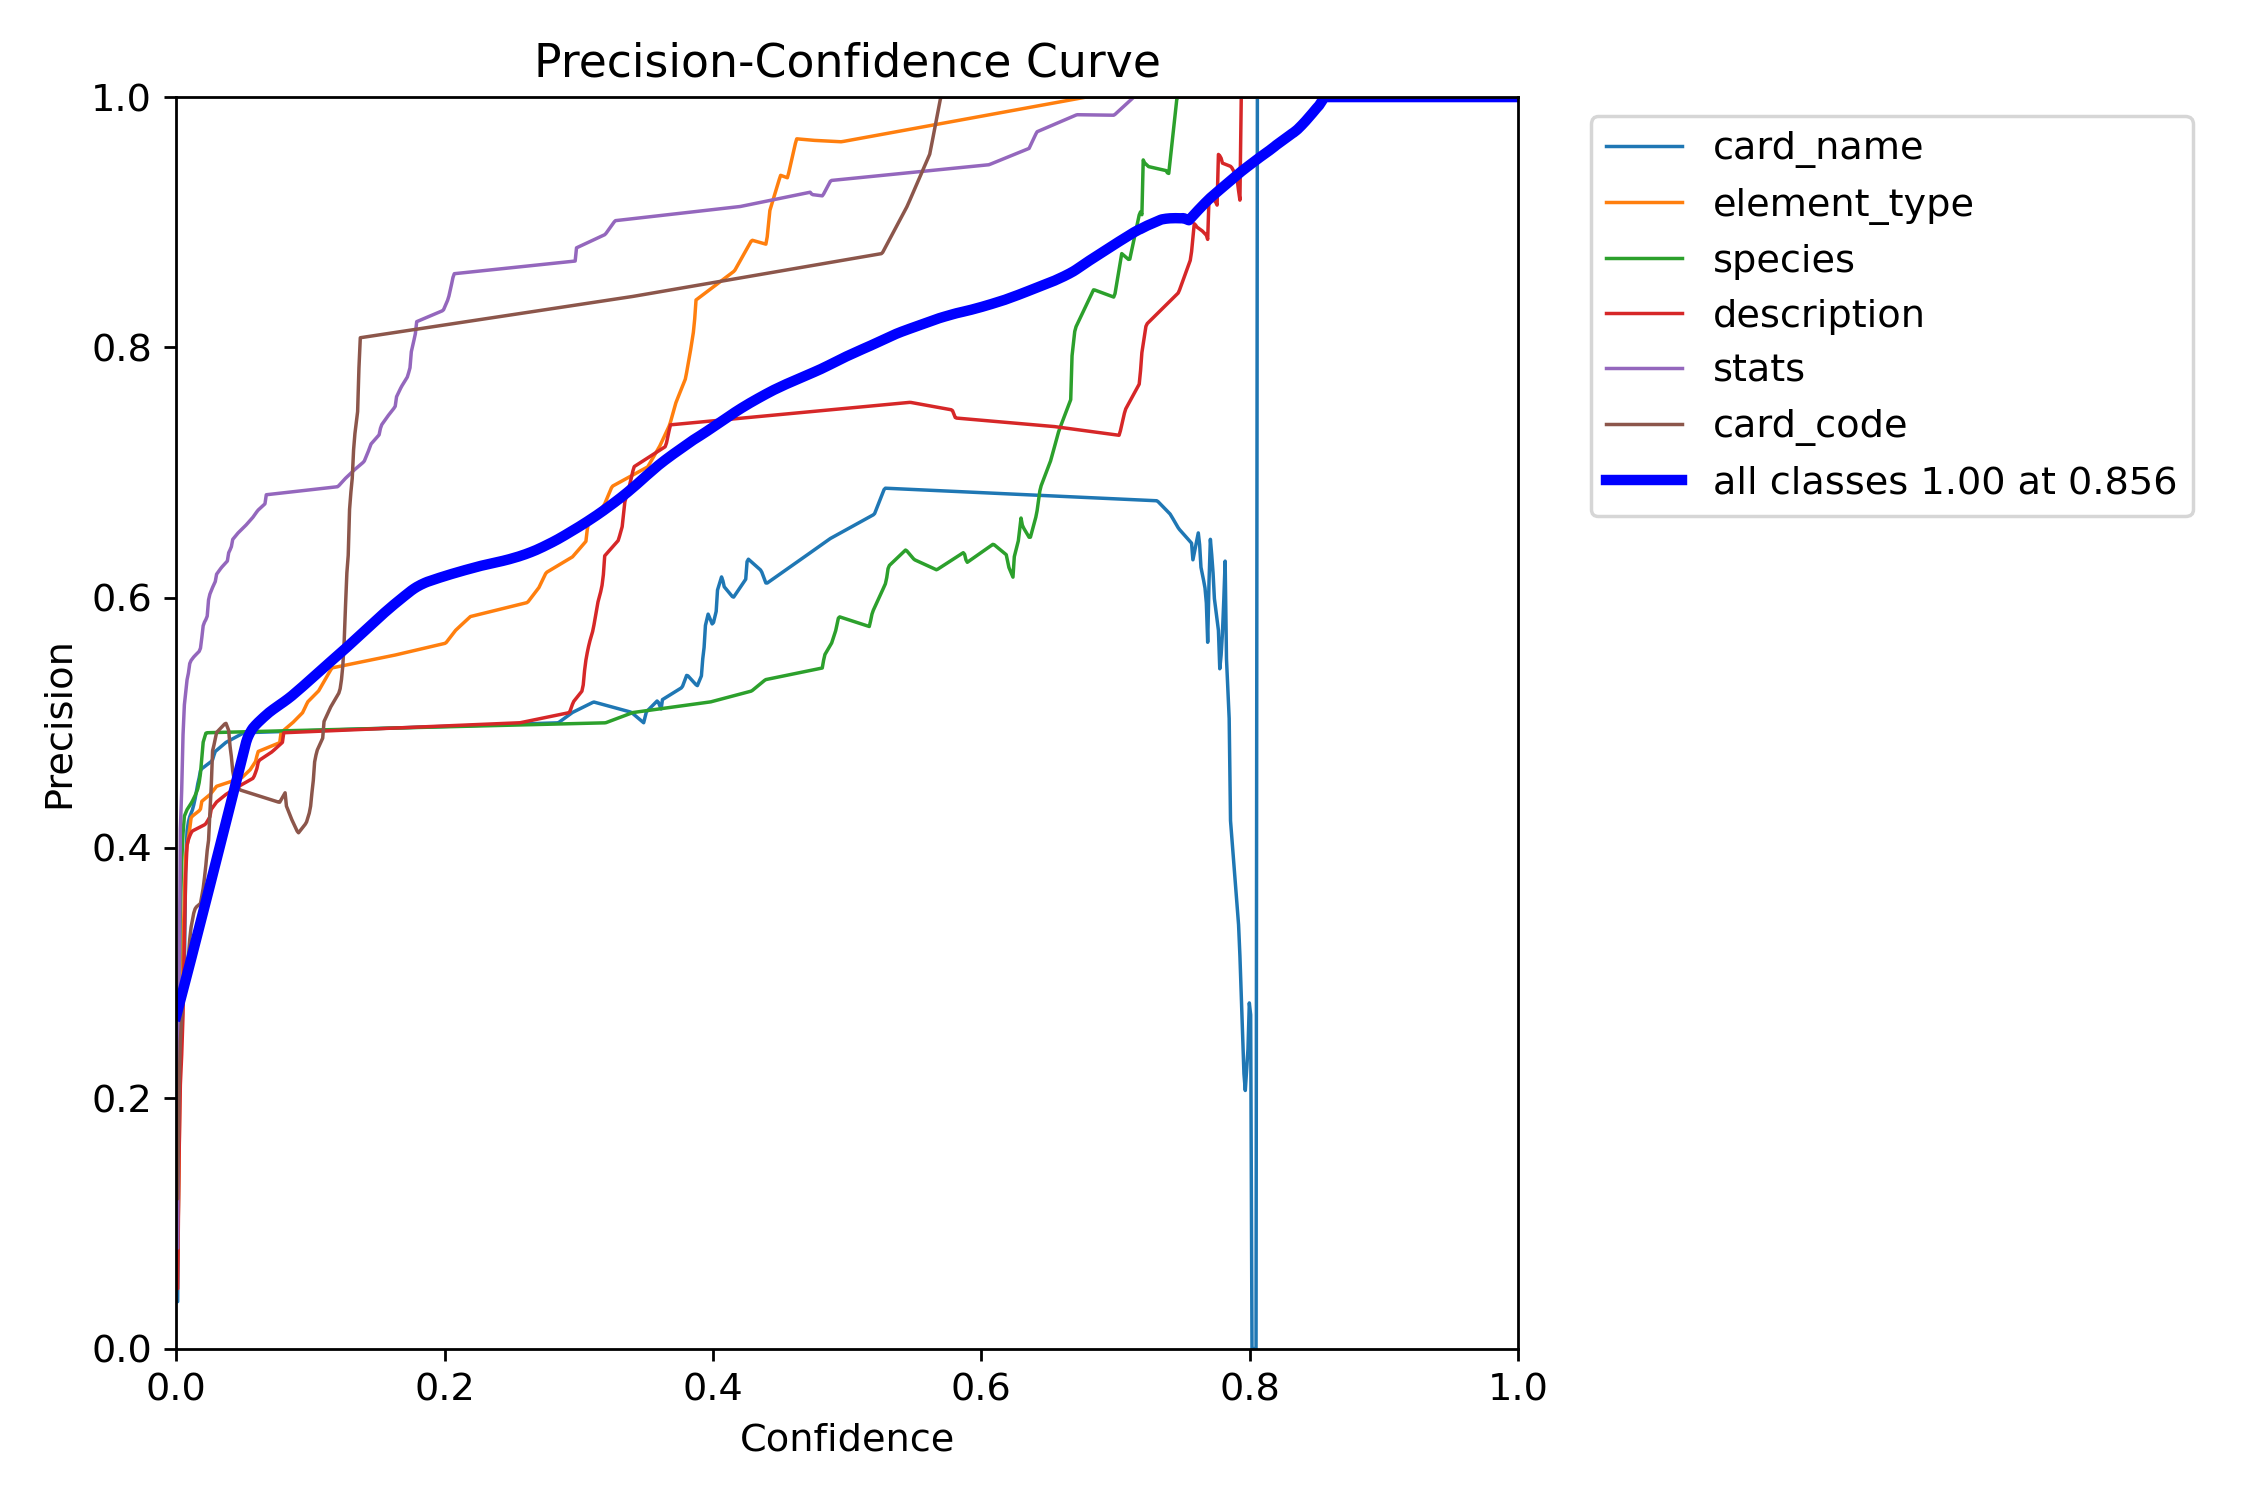 Precision-Confidence Curve
1.0
0.8
0.6
0.4
0.2
0.0
Precision
0.0 0.2 0.4 0.6 0.8 1.0
Confidence
card_name
element_type
species
description
stats
card_code
all classes 1.00 at 0.856